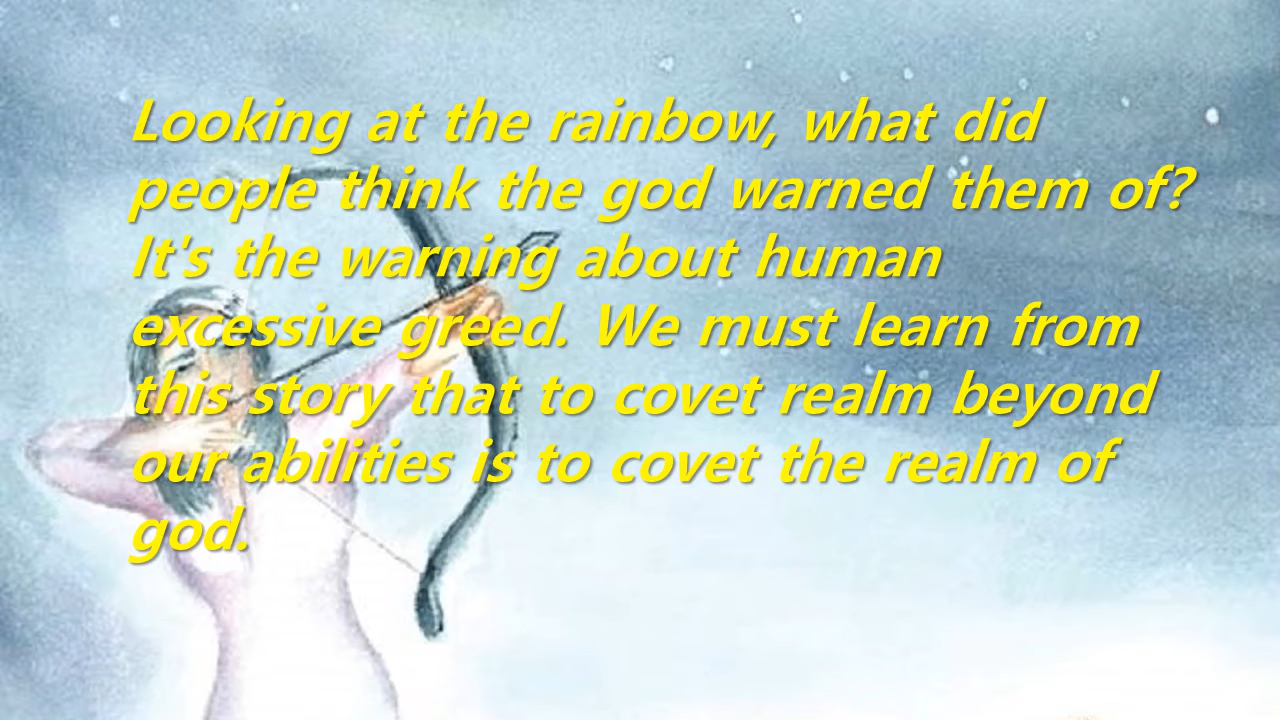 Looking at the rainbow, what did
people think the god warned them of?
It's the warning about human
excessive greed. We must learn from
this story that to covet realm beyond
our abilities is to covet the realm of
god.